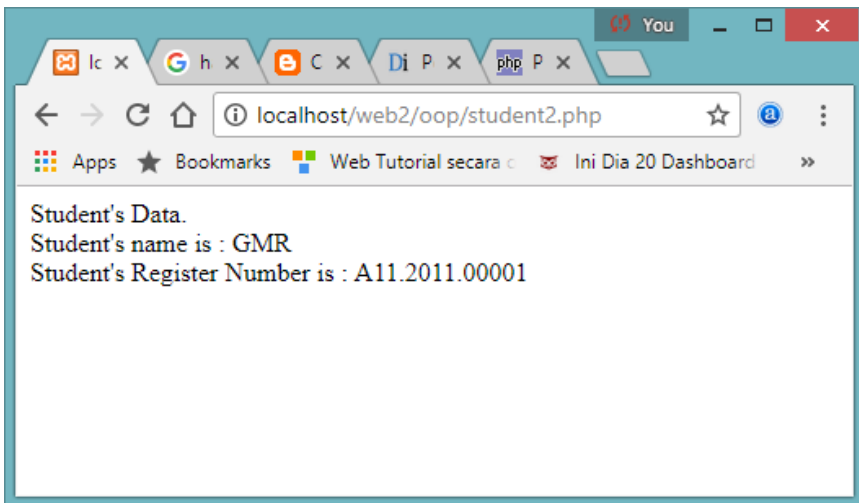 You
lc
h
C
Di P
php P
localhost/web2/oop/student2.php
a
Apps Bookmarks Web Tutorial secara Ini Dia 20 Dashboard »
Student's Data.
Student's name is : GMR
Student's Register Number is : A11.2011.00001